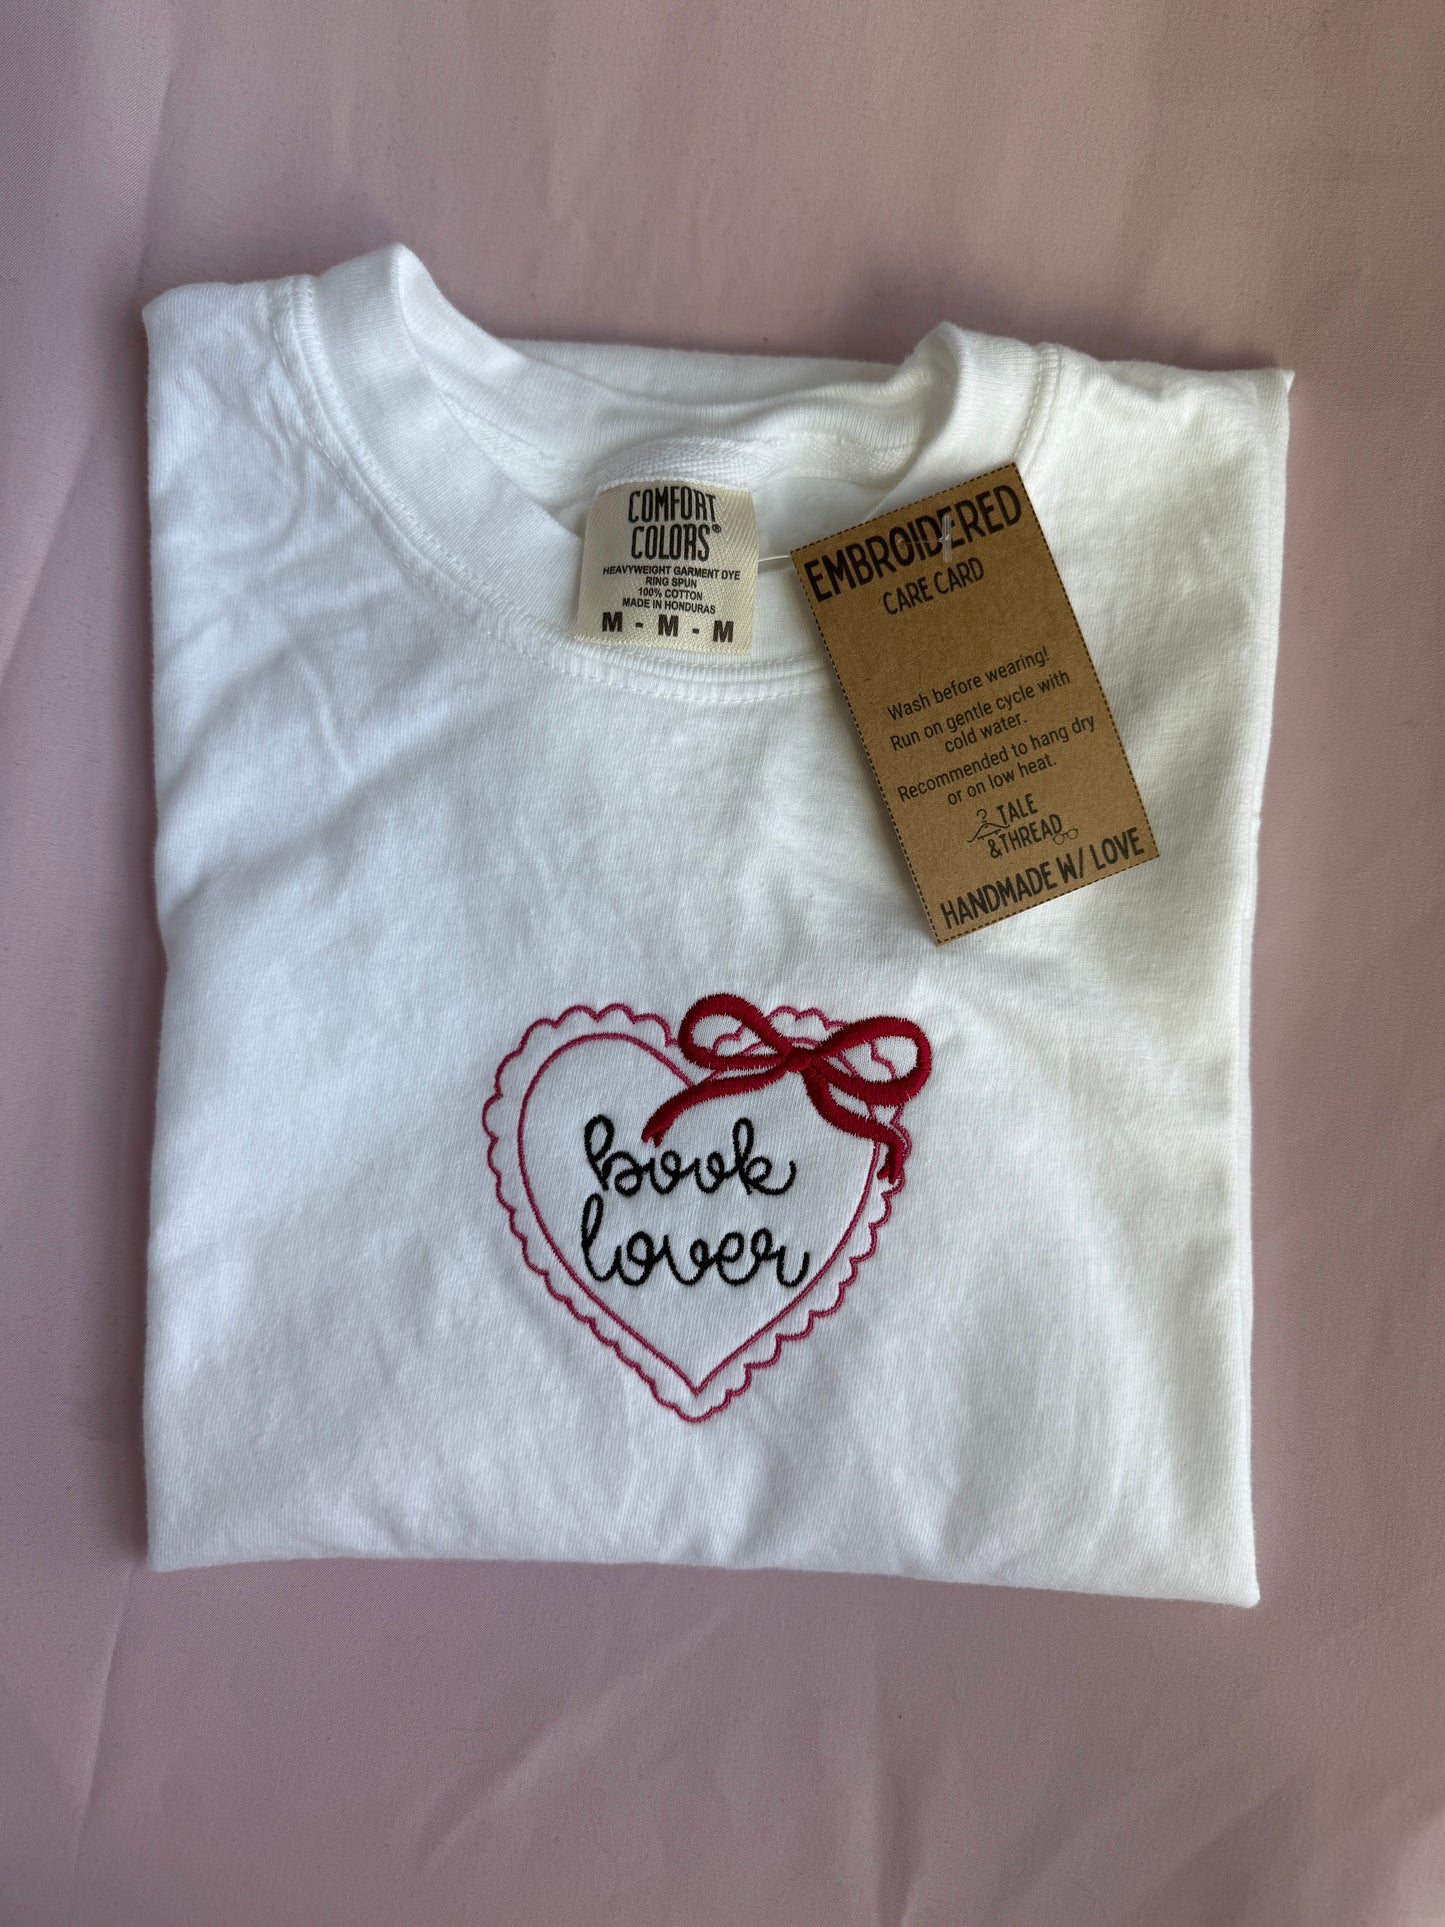 COMFORT
COLORS®
HEAVYWEIGHT GARMENT DYE
RING SPUN
100% COTTON
MADE IN HONDURAS
M - M - M
EMBROIDERED
CARE CARD
Wash before wearing!
Run on gentle cycle with
cold water.
Recommended to hang dry
or on low heat.
TALE
&THREAD
HANDMADE W/ LOVE
book
lover